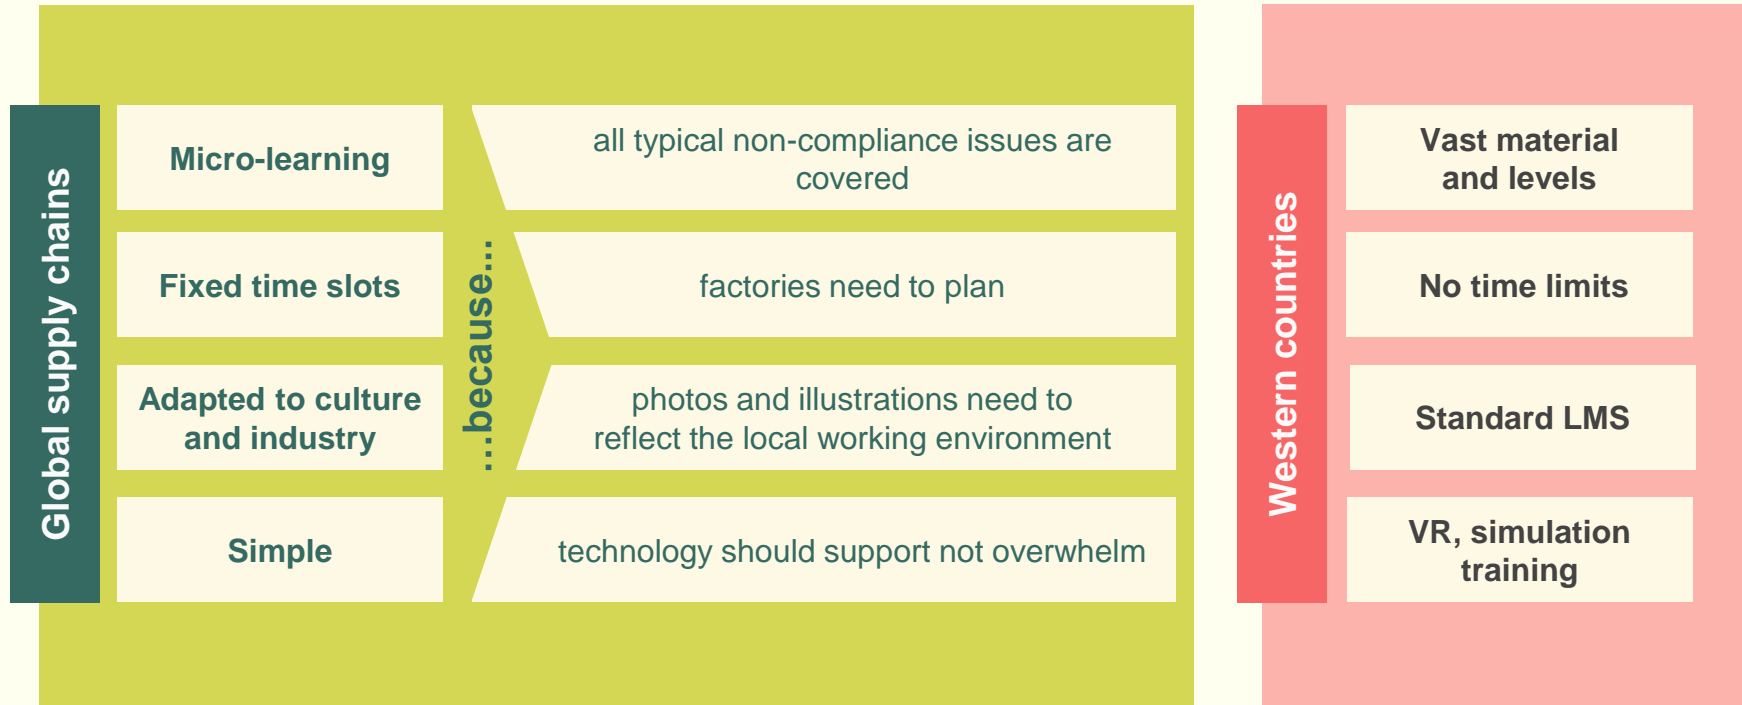 Global supply chains
Micro-learning
Fixed time slots
Adapted to culture
and industry
Simple
....because...
all typical non-compliance issues are
covered
factories need to plan
photos and illustrations need to
reflect the local working environment
technology should support not overwhelm
Western countries
Vast material
and levels
No time limits
Standard LMS
VR, simulation
training